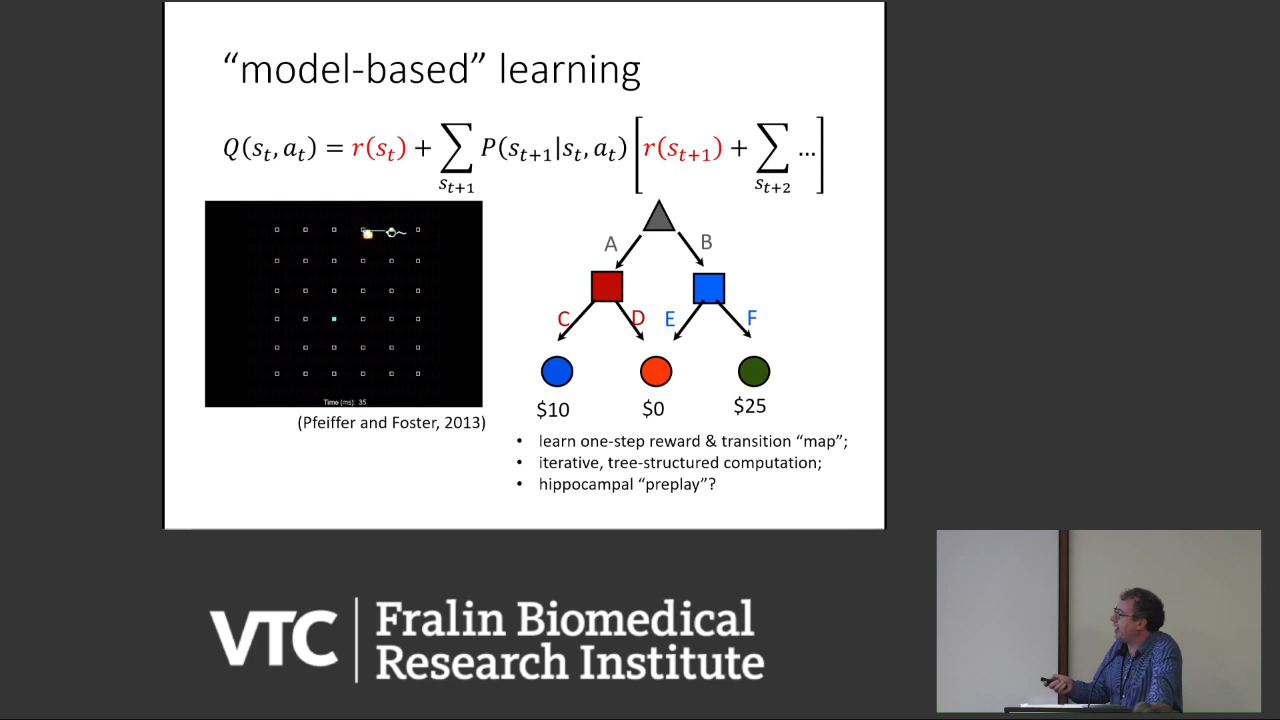 “model-based” learning
Q(s_t, a_t) = r(s_t) + ∑_{s_{t+1}} P(s_{t+1}|s_t, a_t) [r(s_{t+1}) + ∑_{s_{t+2}} ...]
A
B
C
D
E
F
$10
$0
$25
Time (ms): 35
(Pfeiffer and Foster, 2013)
• learn one-step reward & transition “map”;
• iterative, tree-structured computation;
• hippocampal “preplay”?
VTC
Fralin Biomedical
Research Institute